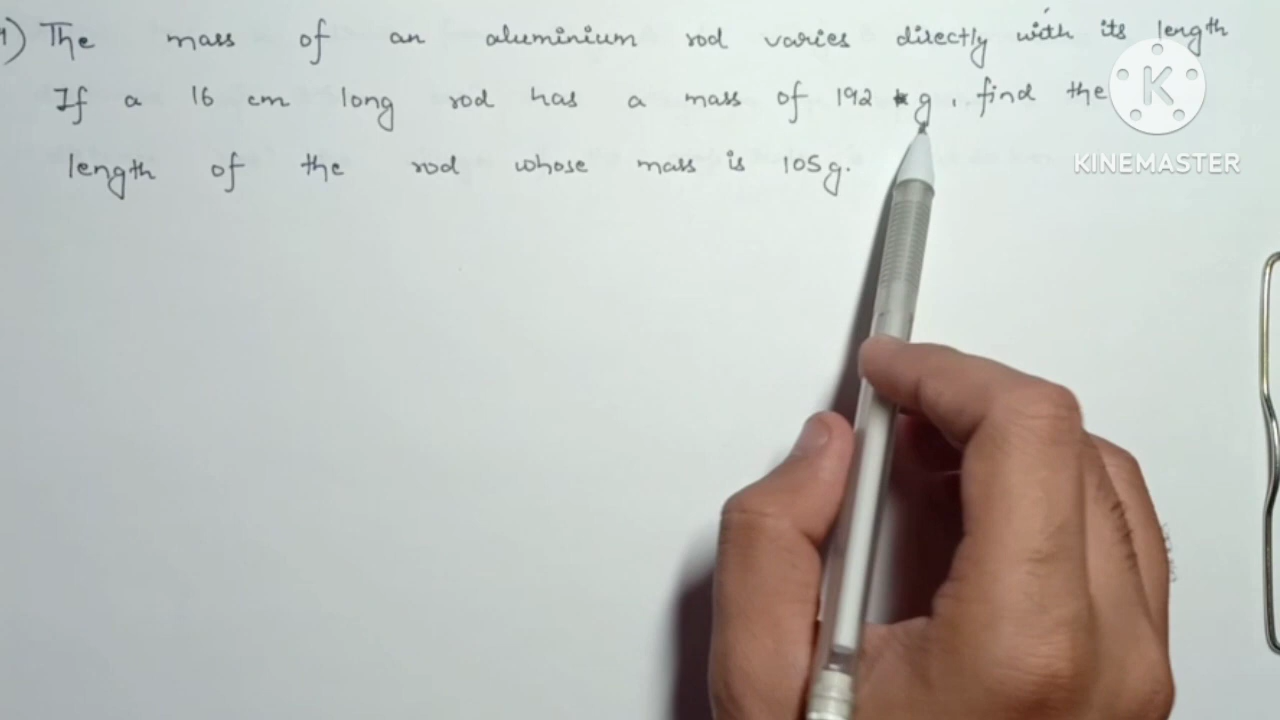 1) The mass of an aluminium rod varies directly with its length
If a 16 cm long rod has a mass of 192 g, find the
length of the rod whose mass is 105g.
K
KINEMASTER